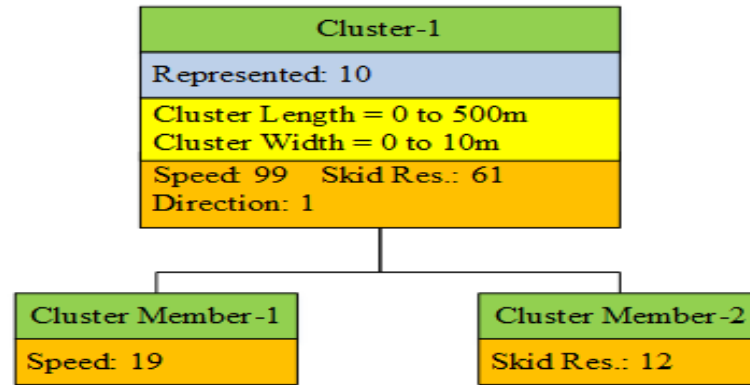 Cluster-1
Represented: 10
Cluster Length = 0 to 500m
Cluster Width = 0 to 10m
Speed: 99 Skid Res.: 61
Direction: 1
Cluster Member-1
Speed: 19
Cluster Member-2
Skid Res.: 12